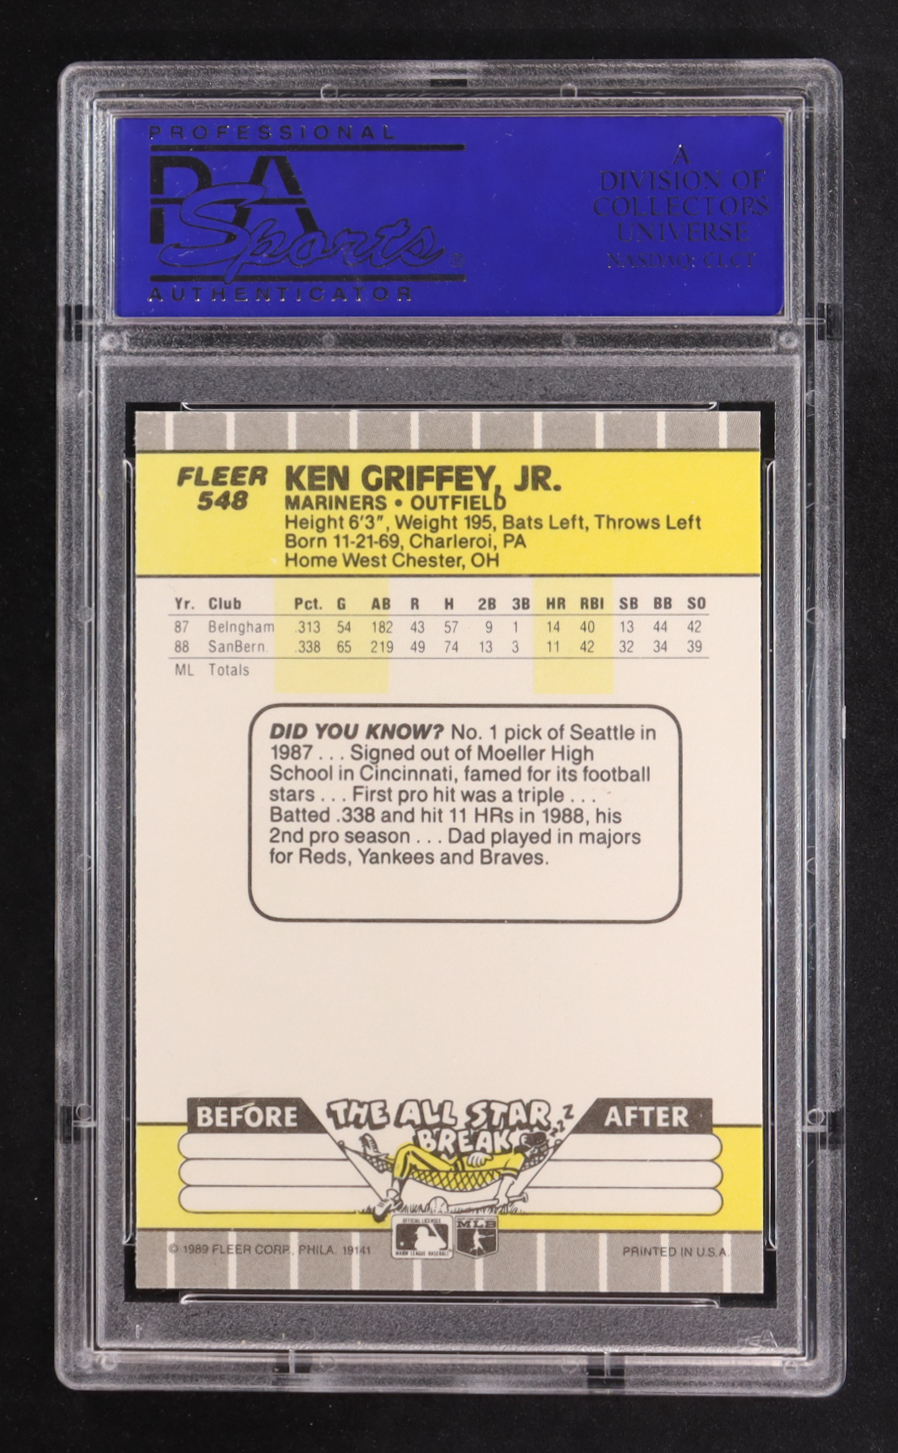 PROFESSIONAL
PSA
Sports
AUTHENTICATOR
A
DIVISION OF
COLLECTORS
UNIVERSE
NASDAQ: CLCT
FLEER
548
KEN GRIFFEY, JR.
MARINERS • OUTFIELD
Height 6'3", Weight 195, Bats Left, Throws Left
Born 11-21-69, Charleroi, PA
Home West Chester, OH
Yr. Club Pct. G AB R H 2B 3B HR RBI SB BB SO
87 Belngham .313 54 182 43 57 9 1 14 40 13 44 42
88 SanBern. .338 65 219 49 74 13 3 11 42 32 34 39
ML Totals
DID YOU KNOW? No. 1 pick of Seattle in
1987 . . . Signed out of Moeller High
School in Cincinnati, famed for its football
stars . . . First pro hit was a triple . . .
Batted .338 and hit 11 HRs in 1988, his
2nd pro season . . . Dad played in majors
for Reds, Yankees and Braves.
BEFORE
THE ALL STAR
BREAK
zzZ
AFTER
OFFICIAL LICENSEE
MAJOR LEAGUE BASEBALL
MLB
© 1989 FLEER CORP., PHILA. 19141
PRINTED IN U.S.A.